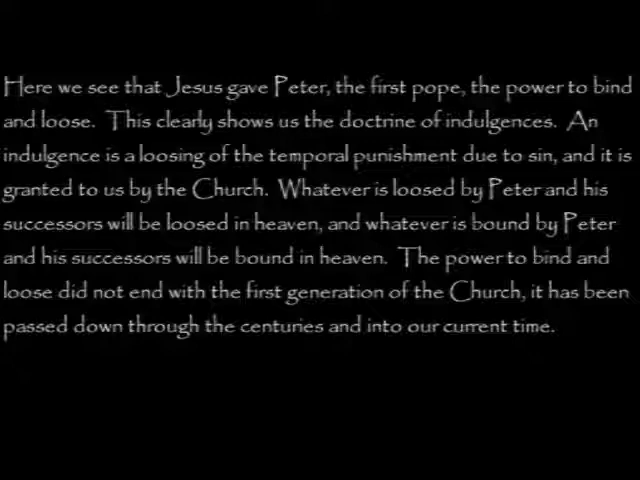 Here we see that Jesus gave Peter, the first pope, the power to bind
and loose. This clearly shows us the doctrine of indulgences. An
indulgence is a loosing of the temporal punishment due to sin, and it is
granted to us by the Church. Whatever is loosed by Peter and his
successors will be loosed in heaven, and whatever is bound by Peter
and his successors will be bound in heaven. The power to bind and
loose did not end with the first generation of the Church, it has been
passed down through the centuries and into our current time.